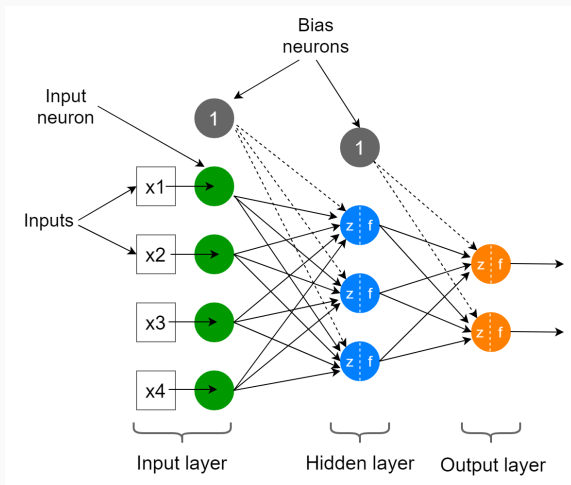 Bias
neurons
Input
neuron
1
1
x1
Inputs
x2
x3
x4
z f
z f
z f
z f
z f
Input layer
Hidden layer
Output layer